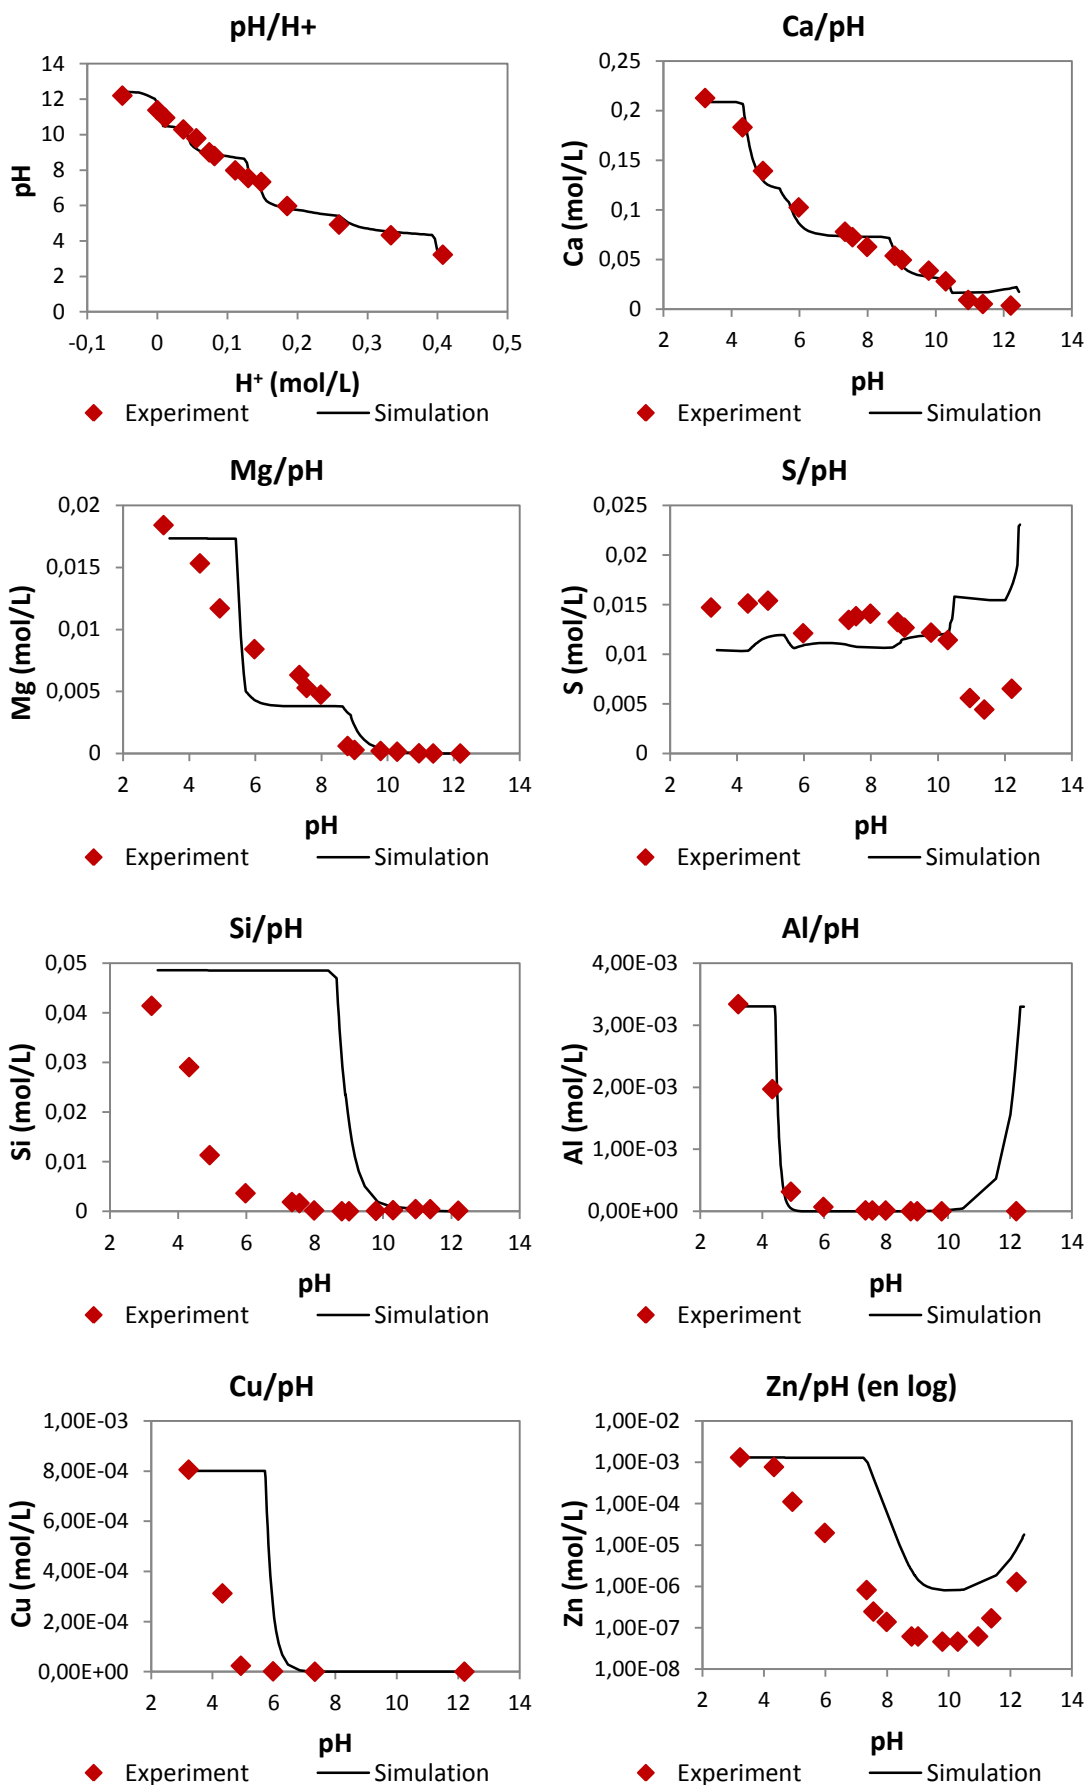 pH/H+
pH
14
12
10
8
6
4
2
0
-0,1 0 0,1 0,2 0,3 0,4 0,5
H⁺ (mol/L)
Experiment Simulation
Ca/pH
Ca (mol/L)
0,25
0,2
0,15
0,1
0,05
0
2 4 6 8 10 12 14
pH
Experiment Simulation
Mg/pH
Mg (mol/L)
0,02
0,015
0,01
0,005
0
2 4 6 8 10 12 14
pH
Experiment Simulation
S/pH
S (mol/L)
0,025
0,02
0,015
0,01
0,005
0
2 4 6 8 10 12 14
pH
Experiment Simulation
Si/pH
Si (mol/L)
0,05
0,04
0,03
0,02
0,01
0
2 4 6 8 10 12 14
pH
Experiment Simulation
Al/pH
Al (mol/L)
4,00E-03
3,00E-03
2,00E-03
1,00E-03
0,00E+00
2 4 6 8 10 12 14
pH
Experiment Simulation
Cu/pH
Cu (mol/L)
1,00E-03
8,00E-04
6,00E-04
4,00E-04
2,00E-04
0,00E+00
2 4 6 8 10 12 14
pH
Experiment Simulation
Zn/pH (en log)
Zn (mol/L)
1,00E-02
1,00E-03
1,00E-04
1,00E-05
1,00E-06
1,00E-07
1,00E-08
2 4 6 8 10 12 14
pH
Experiment Simulation